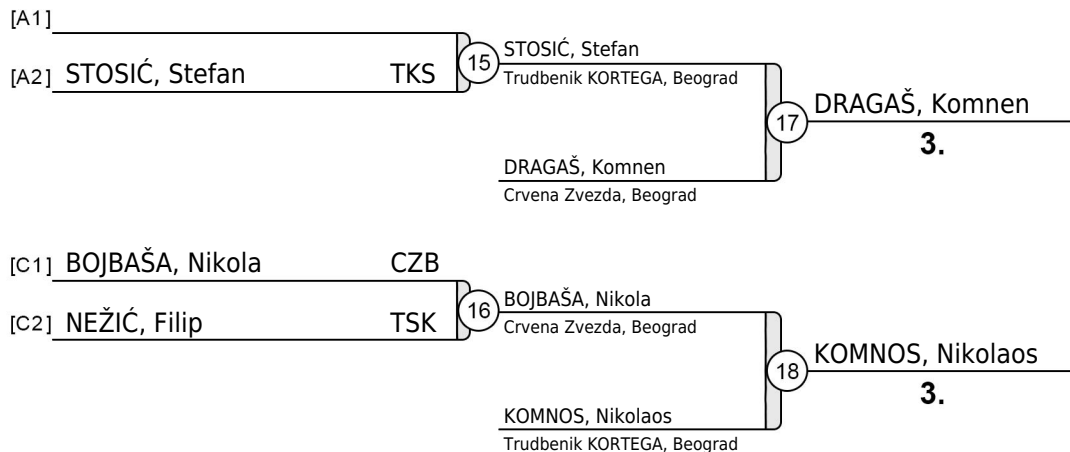 [A1]
[A2] STOSIĆ, Stefan TKS
15
STOSIĆ, Stefan
Trudbenik KORTEGA, Beograd
17
DRAGAŠ, Komnen
3.
DRAGAŠ, Komnen
Crvena Zvezda, Beograd
[C1] BOJBAŠA, Nikola CZB
[C2] NEŽIĆ, Filip TSK
16
BOJBAŠA, Nikola
Crvena Zvezda, Beograd
18
KOMNOS, Nikolaos
3.
KOMNOS, Nikolaos
Trudbenik KORTEGA, Beograd